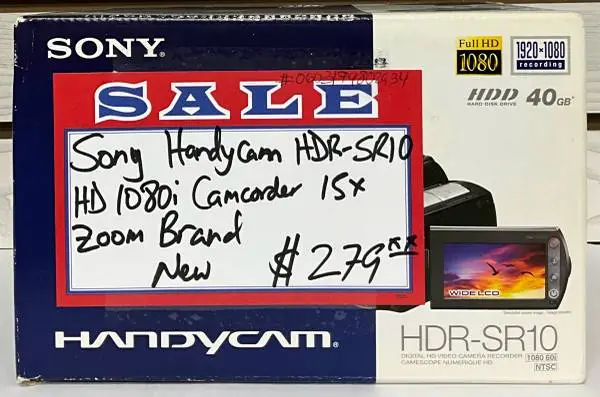 SONY
Full HD
1080
1920×1080
recording
HDD 40GB*
HARD DISK DRIVE
SALE
Sony Handycam HDR-SR10
HD 1080i Camcorder 15x
Zoom Brand
New $279**
WIDE LCD
HANDYCAM®
HDR-SR10
DIGITAL HD VIDEO CAMERA RECORDER
CAMESCOPE NUMERIQUE HD
1080 60i
NTSC